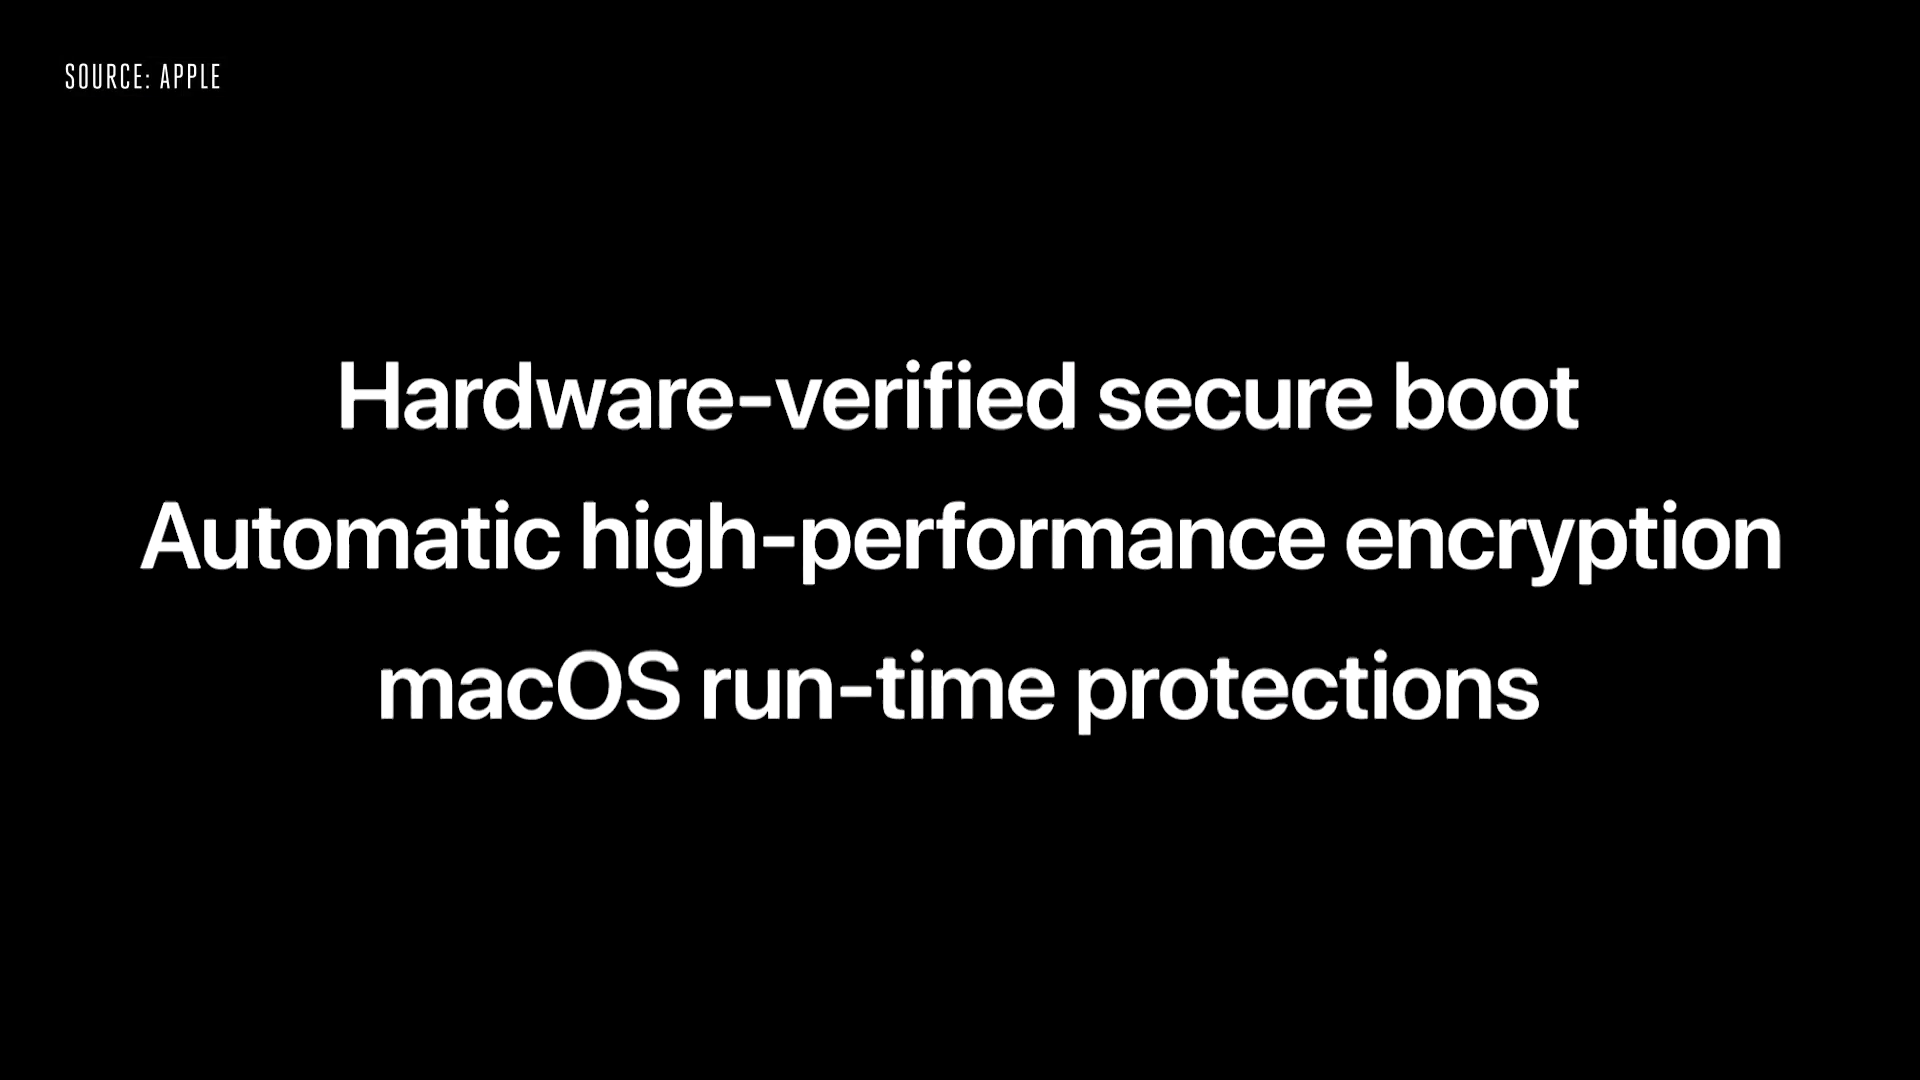 SOURCE: APPLE
Hardware-verified secure boot
Automatic high-performance encryption
macOS run-time protections